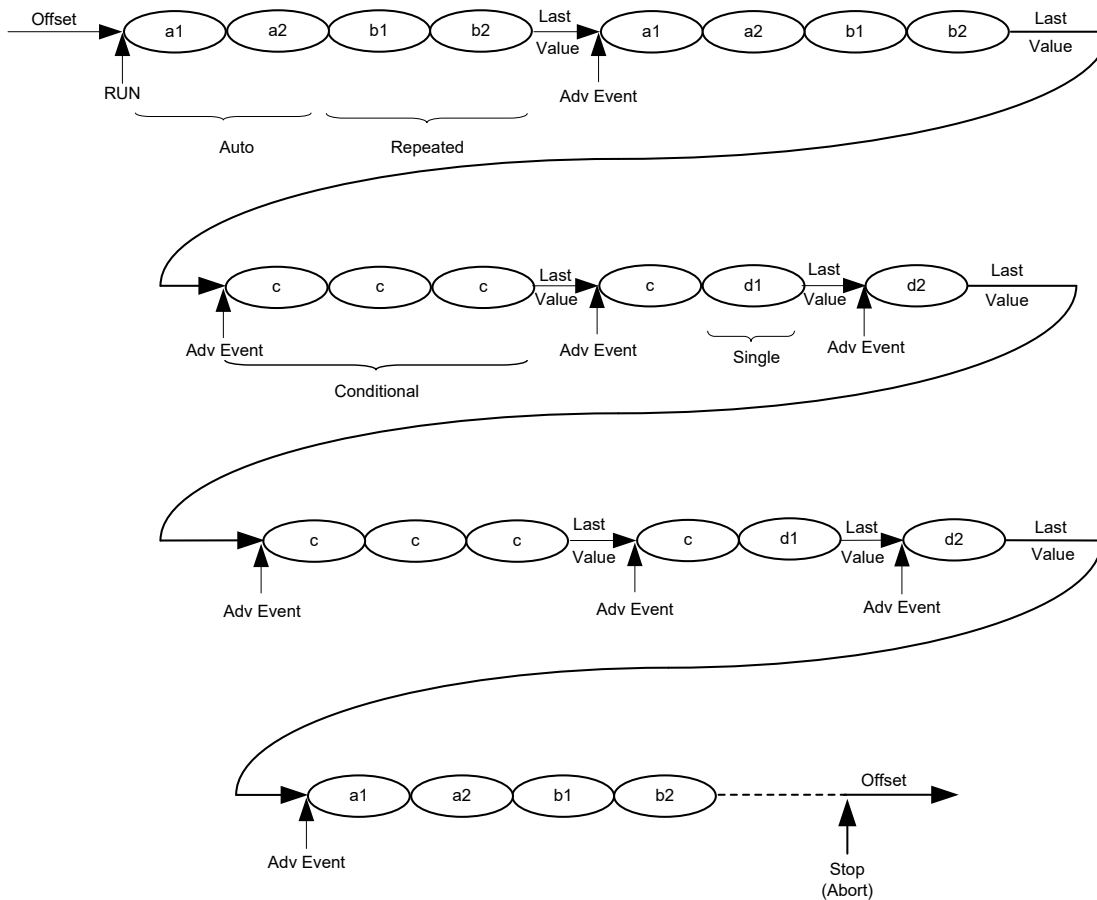 Offset
a1 a2 b1 b2
Last
Value
a1 a2 b1 b2
Last
Value
RUN
Adv Event
Auto
Repeated
c c c
Last
Value
c d1
Last
Value
d2
Last
Value
Adv Event
Adv Event
Adv Event
Conditional
Single
c c c
Last
Value
c d1
Last
Value
d2
Last
Value
Adv Event
Adv Event
Adv Event
a1 a2 b1 b2
Offset
Adv Event
Stop
(Abort)